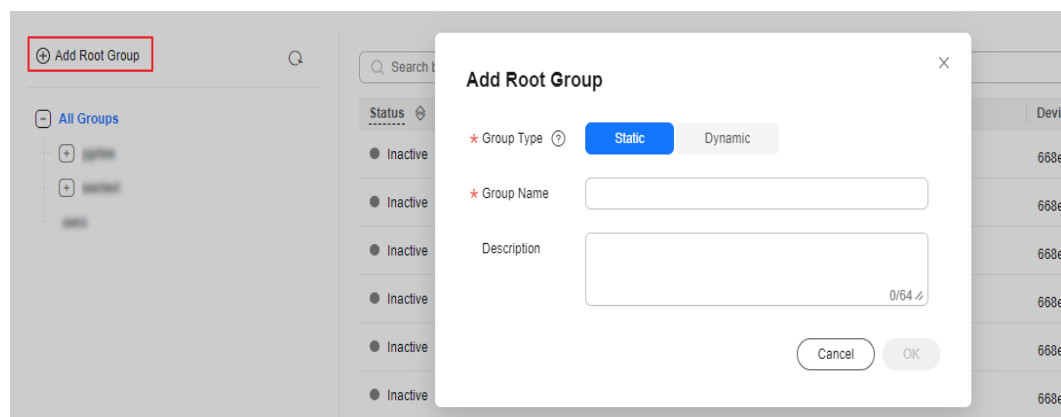 Add Root Group
Search b
Add Root Group
All Groups
Status
Devi
* Group Type ?
Static
Dynamic
Inactive
668e
* Group Name
Inactive
668e
Description
Inactive
668e
0/64
Inactive
668e
Inactive
Cancel
OK
668e
Inactive
668e